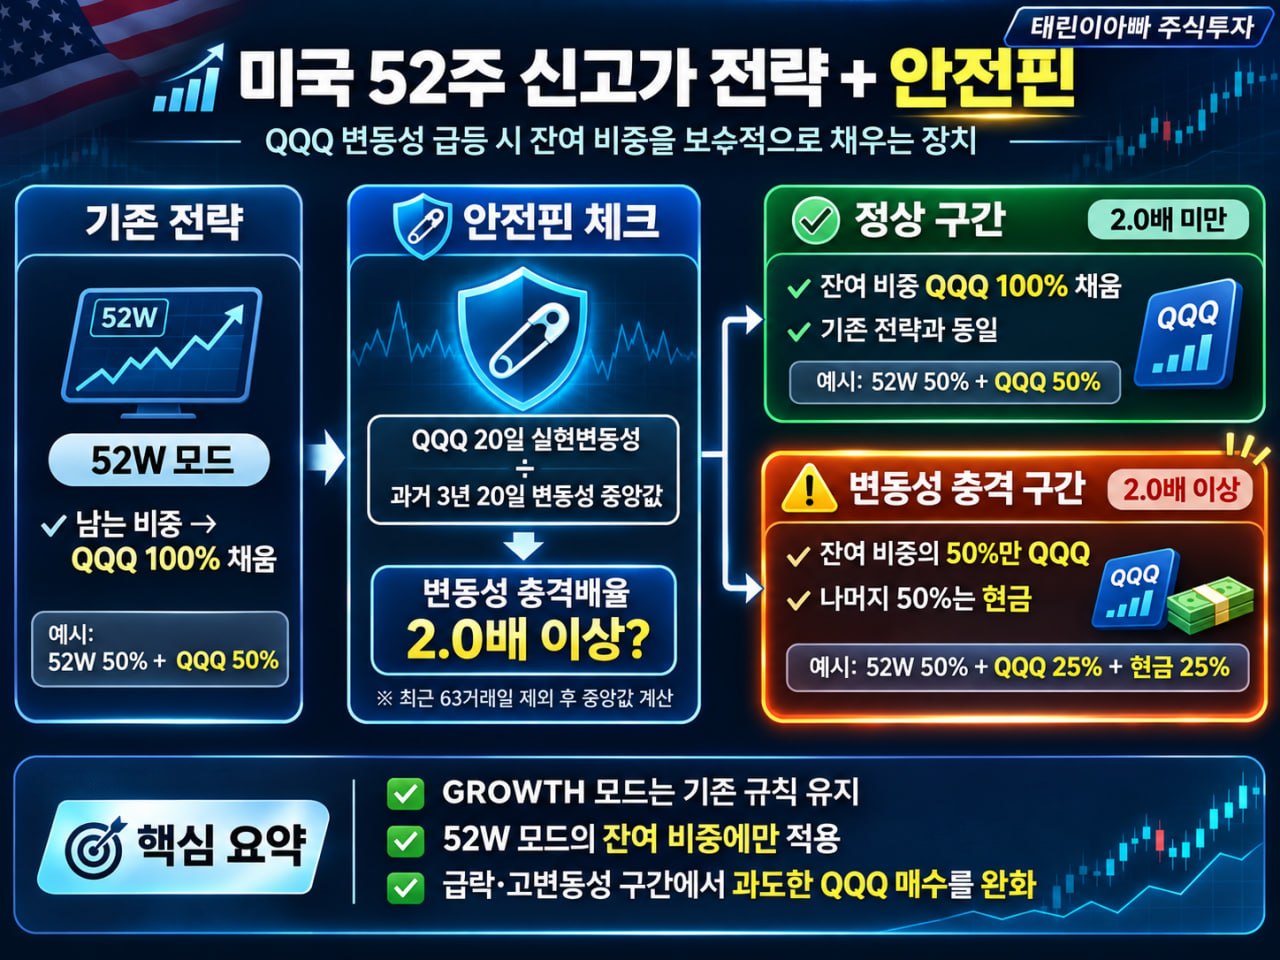 태린이아빠 주식투자
미국 52주 신고가 전략 + 안전핀
QQQ 변동성 급등 시 잔여 비중을 보수적으로 채우는 장치
기존 전략
52W
52W 모드
남는 비중 →
QQQ 100% 채움
예시:
52W 50% + QQQ 50%
안전핀 체크
QQQ 20일 실현변동성
÷
과거 3년 20일 변동성 중앙값
변동성 충격배율
2.0배 이상?
※ 최근 63거래일 제외 후 중앙값 계산
정상 구간
2.0배 미만
잔여 비중 QQQ 100% 채움
기존 전략과 동일
QQQ
예시: 52W 50% + QQQ 50%
변동성 충격 구간
2.0배 이상
잔여 비중의 50%만 QQQ
나머지 50%는 현금
QQQ
예시: 52W 50% + QQQ 25% + 현금 25%
핵심 요약
GROWTH 모드는 기존 규칙 유지
52W 모드의 잔여 비중에만 적용
급락·고변동성 구간에서 과도한 QQQ 매수를 완화